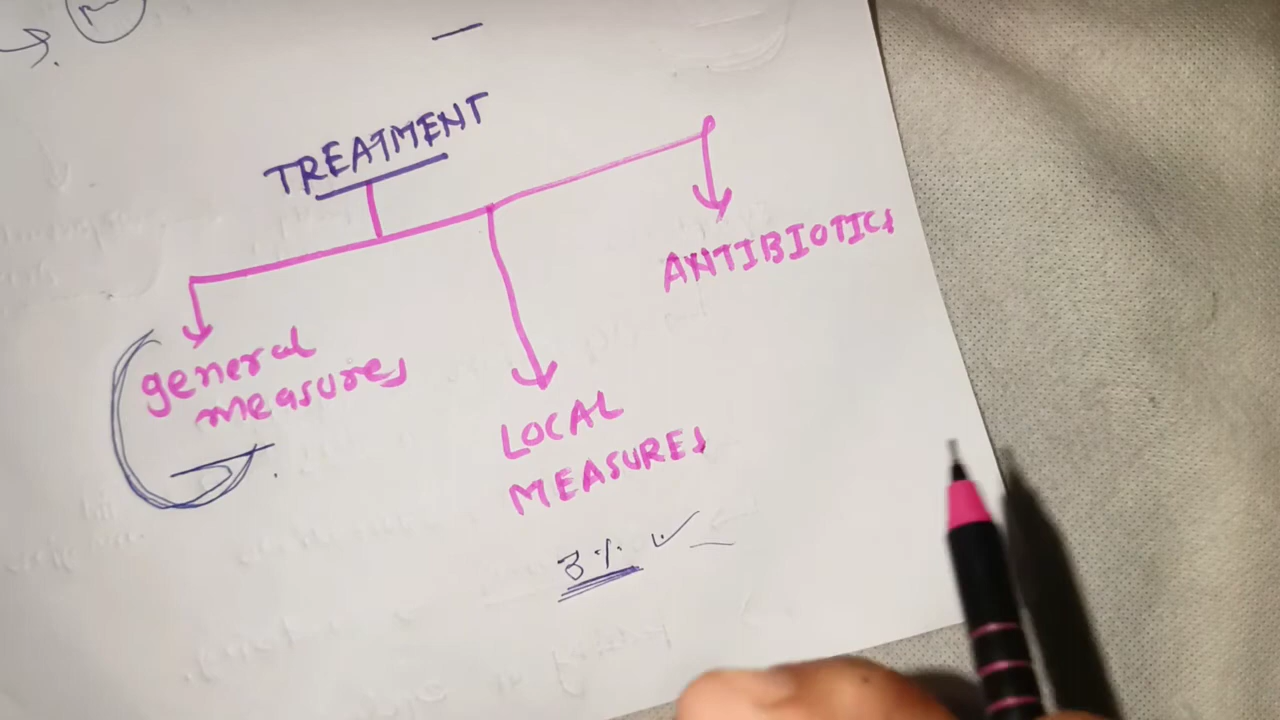 TREATMENT
general
measures
LOCAL
MEASURES
ANTIBIOTICS
3%